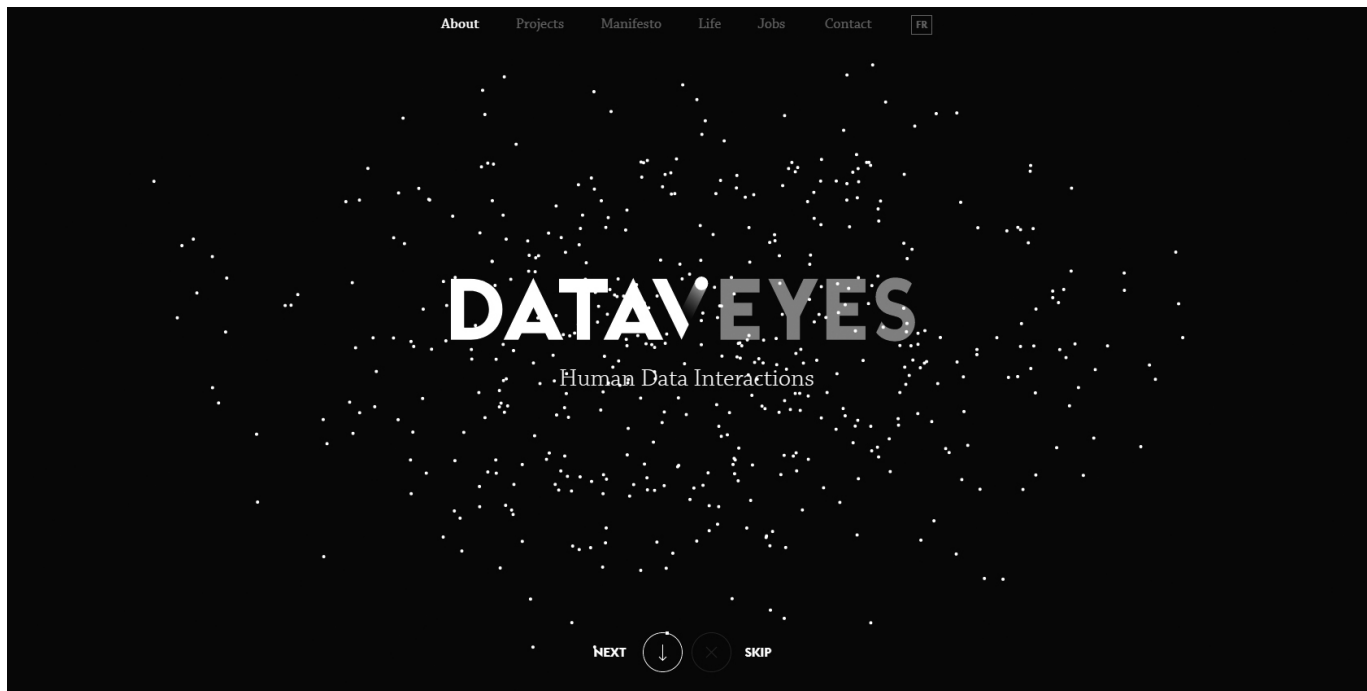 About Projects Manifesto Life Jobs Contact FR
DATAVEYES
Human Data Interactions
NEXT SKIP